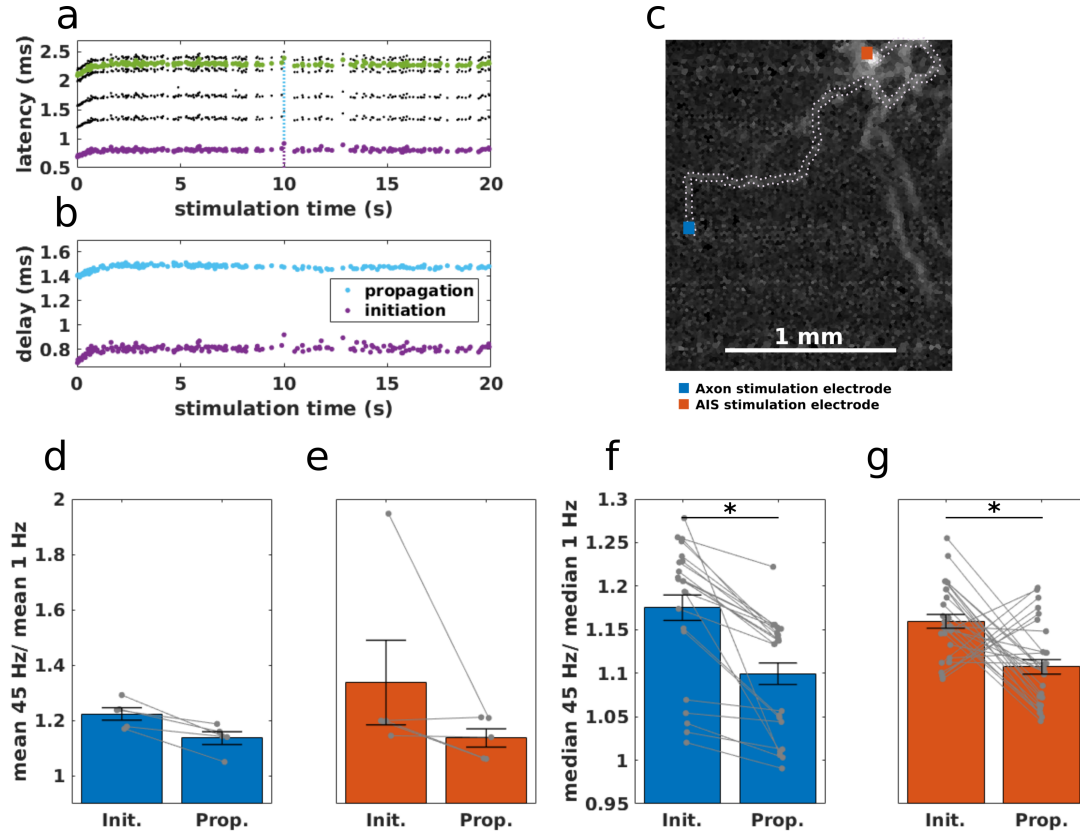 a
latency (ms)
2.5
2
1.5
1
0.5
0 5 10 15 20
stimulation time (s)
b
delay (ms)
1.6
1.4
1.2
1
0.8
propagation
initiation
0 5 10 15 20
stimulation time (s)
c
1 mm
Axon stimulation electrode
AIS stimulation electrode
d
mean 45 Hz/ mean 1 Hz
2
1.8
1.6
1.4
1.2
1
Init. Prop.
e
Init. Prop.
f
median 45 Hz/ median 1 Hz
1.3
1.25
1.2
1.15
1.1
1.05
1
0.95
*
Init. Prop.
g
*
Init. Prop.